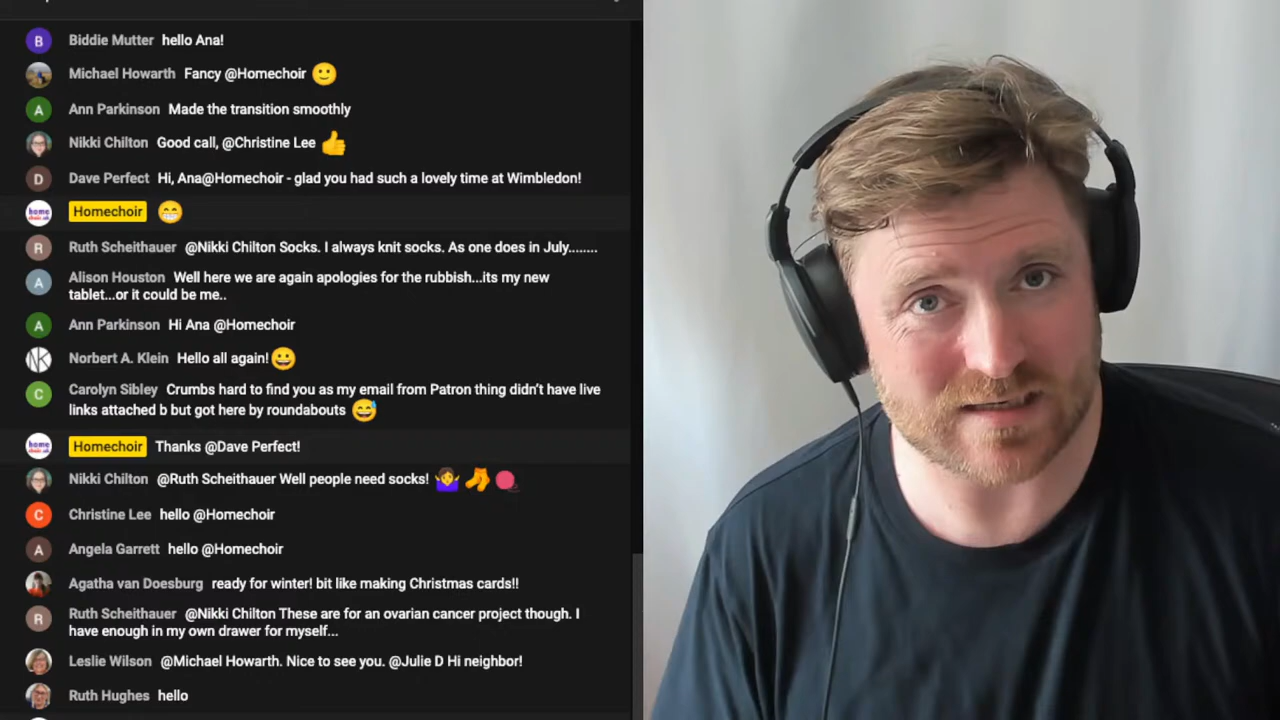 B Biddie Mutter hello Ana!
Michael Howarth Fancy @Homechoir 🙂
A Ann Parkinson Made the transition smoothly
Nikki Chilton Good call, @Christine Lee 👍
D Dave Perfect Hi, Ana@Homechoir - glad you had such a lovely time at Wimbledon!
home choir.uk Homechoir 😁
R Ruth Scheithauer @Nikki Chilton Socks. I always knit socks. As one does in July........
A Alison Houston Well here we are again apologies for the rubbish...its my new
tablet...or it could be me..
A Ann Parkinson Hi Ana @Homechoir
NK Norbert A. Klein Hello all again!😀
C Carolyn Sibley Crumbs hard to find you as my email from Patron thing didn't have live
links attached b but got here by roundabouts 😅
home choir.uk Homechoir Thanks @Dave Perfect!
Nikki Chilton @Ruth Scheithauer Well people need socks! 🤷‍♀️ 🧦 🧶
C Christine Lee hello @Homechoir
A Angela Garrett hello @Homechoir
Agatha van Doesburg ready for winter! bit like making Christmas cards!!
R Ruth Scheithauer @Nikki Chilton These are for an ovarian cancer project though. I
have enough in my own drawer for myself...
Leslie Wilson @Michael Howarth. Nice to see you. @Julie D Hi neighbor!
Ruth Hughes hello